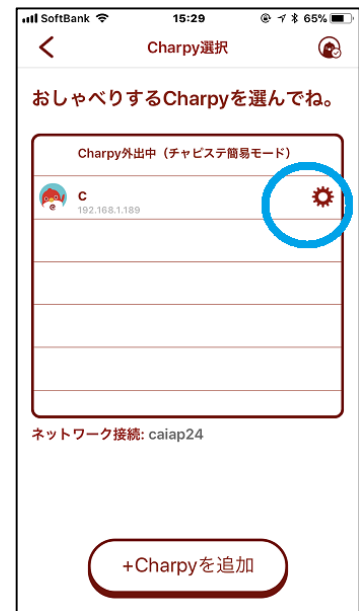 SoftBank 15:29 65%
Charpy選択
おしゃべりするCharpyを選んでね。
Charpy外出中（チャピステ簡易モード）
C
192.168.1.189
ネットワーク接続: caiap24
+Charpyを追加